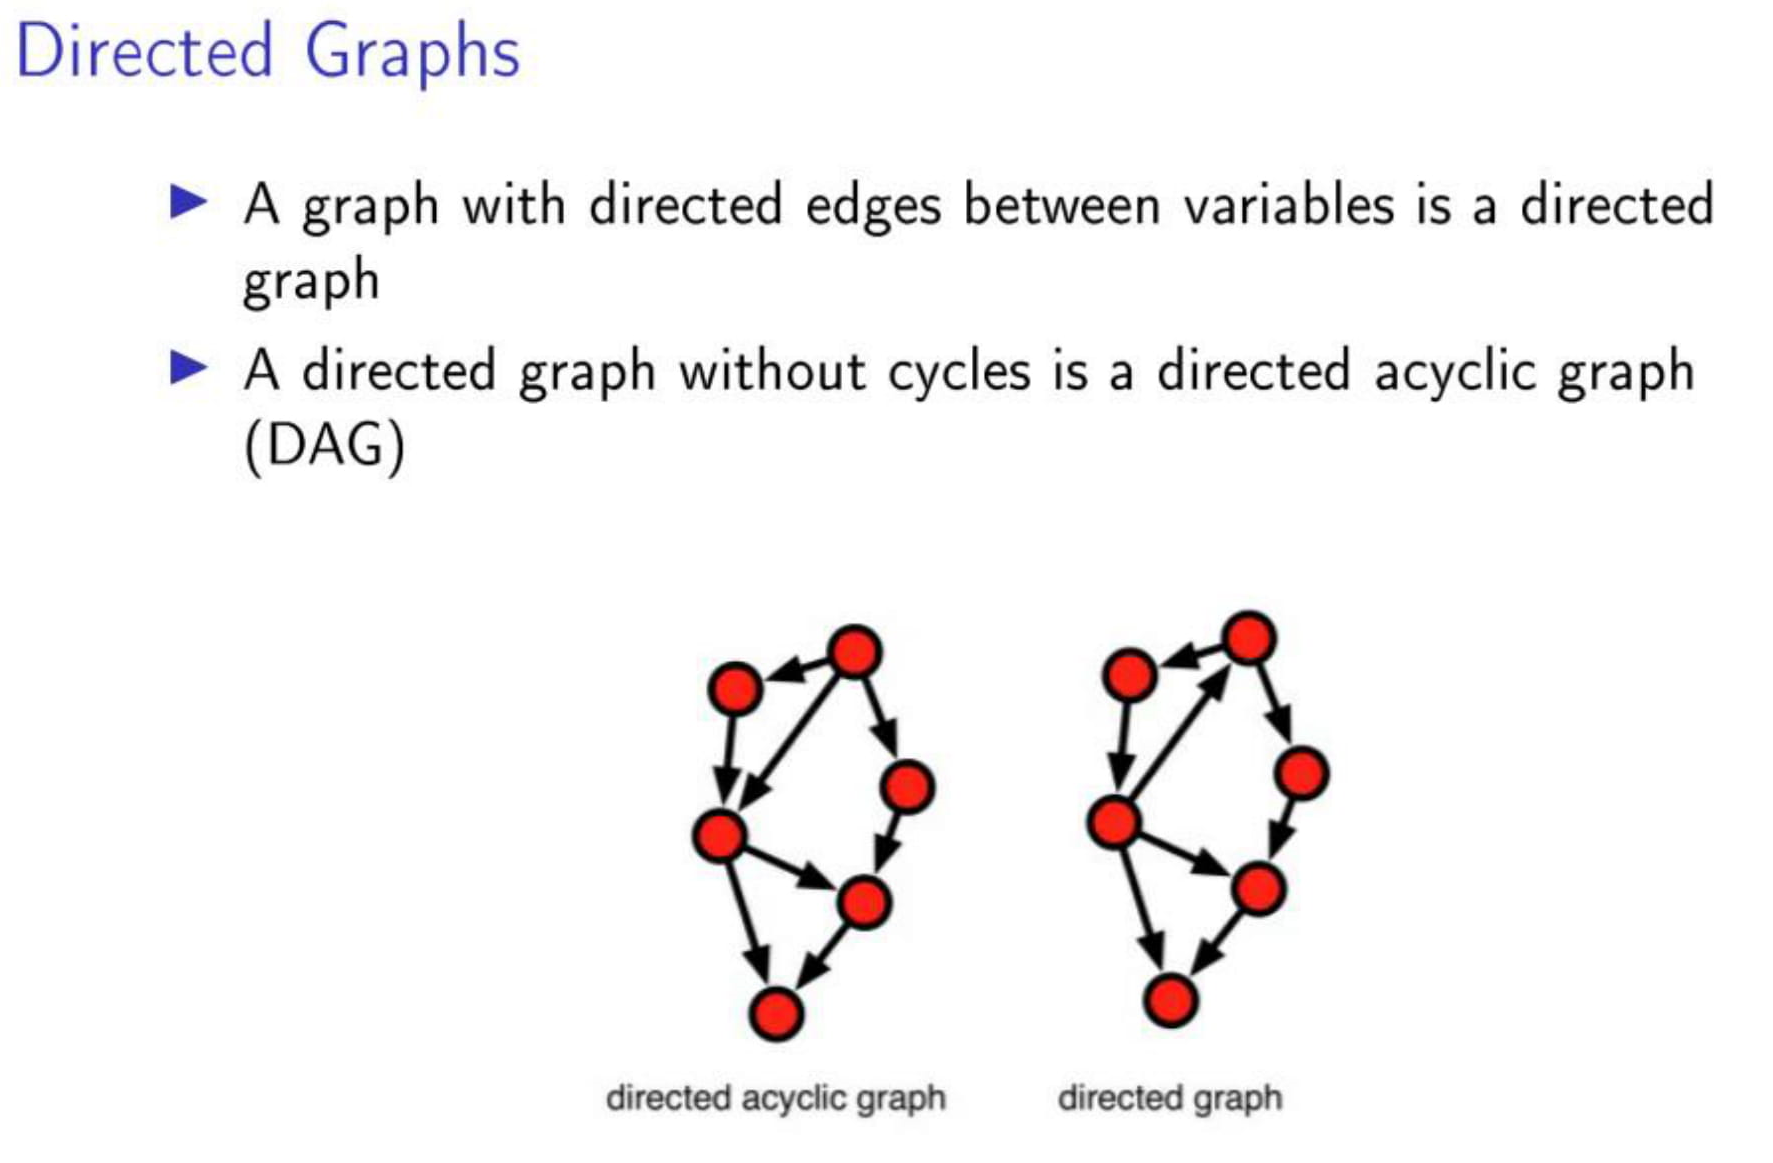 Directed Graphs
A graph with directed edges between variables is a directed
graph
A directed graph without cycles is a directed acyclic graph
(DAG)
directed acyclic graph
directed graph